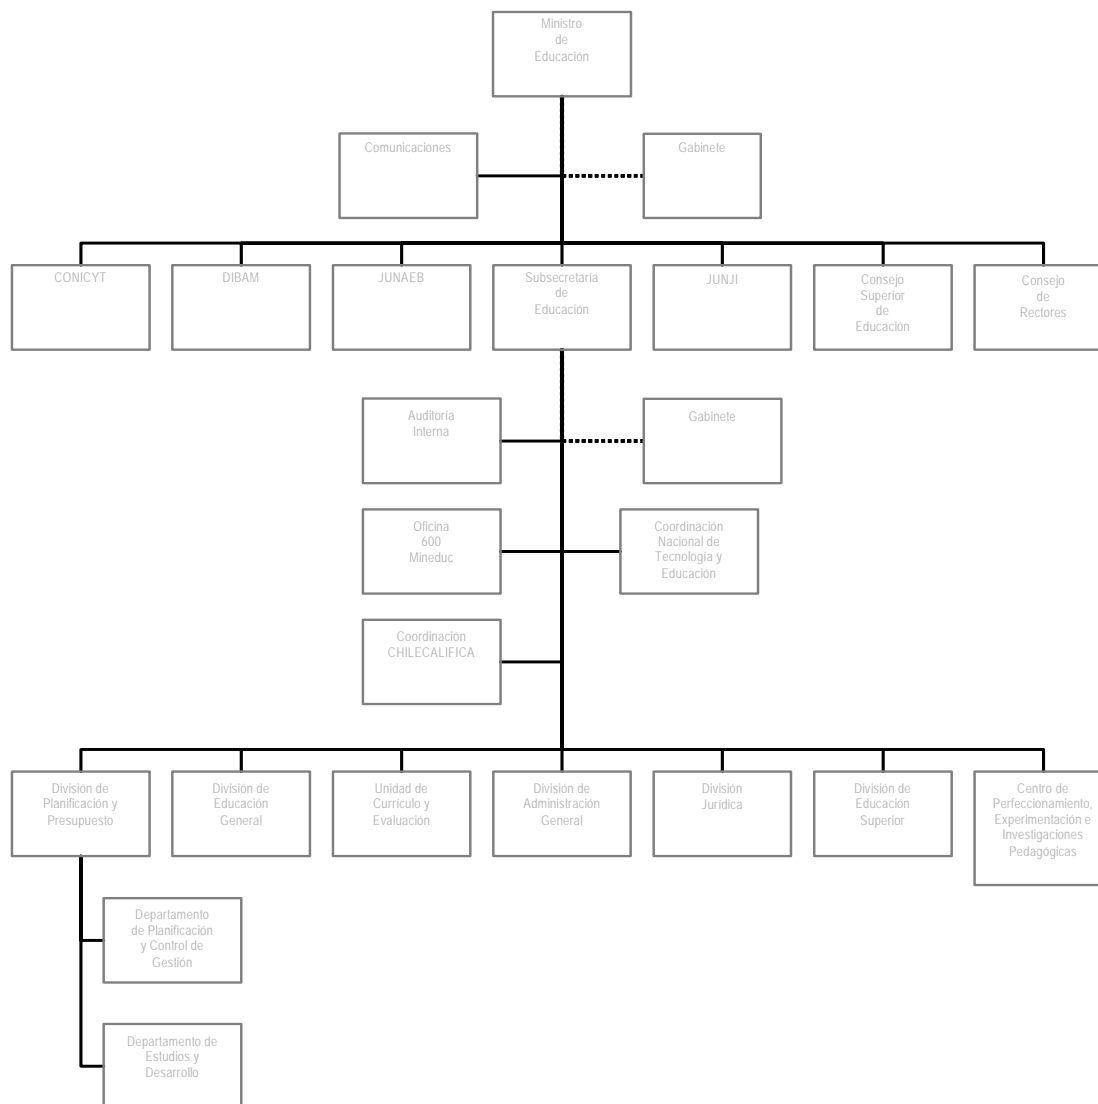 Ministro
de
Educación
Comunicaciones
Gabinete
CONICYT
DIBAM
JUNAEB
Subsecretaría
de
Educación
JUNJI
Consejo
Superior
de
Educación
Consejo
de
Rectores
Auditoría
Interna
Gabinete
Oficina
600
Mineduc
Coordinación
Nacional de
Tecnología y
Educación
Coordinación
CHILECALIFICA
División de
Planificación y
Presupuesto
División de
Educación
General
Unidad de
Currículo y
Evaluación
División de
Administración
General
División
Jurídica
División de
Educación
Superior
Centro de
Perfeccionamiento,
Experimentación e
Investigaciones
Pedagógicas
Departamento
de Planificación
y Control de
Gestión
Departamento de
Estudios y
Desarrollo